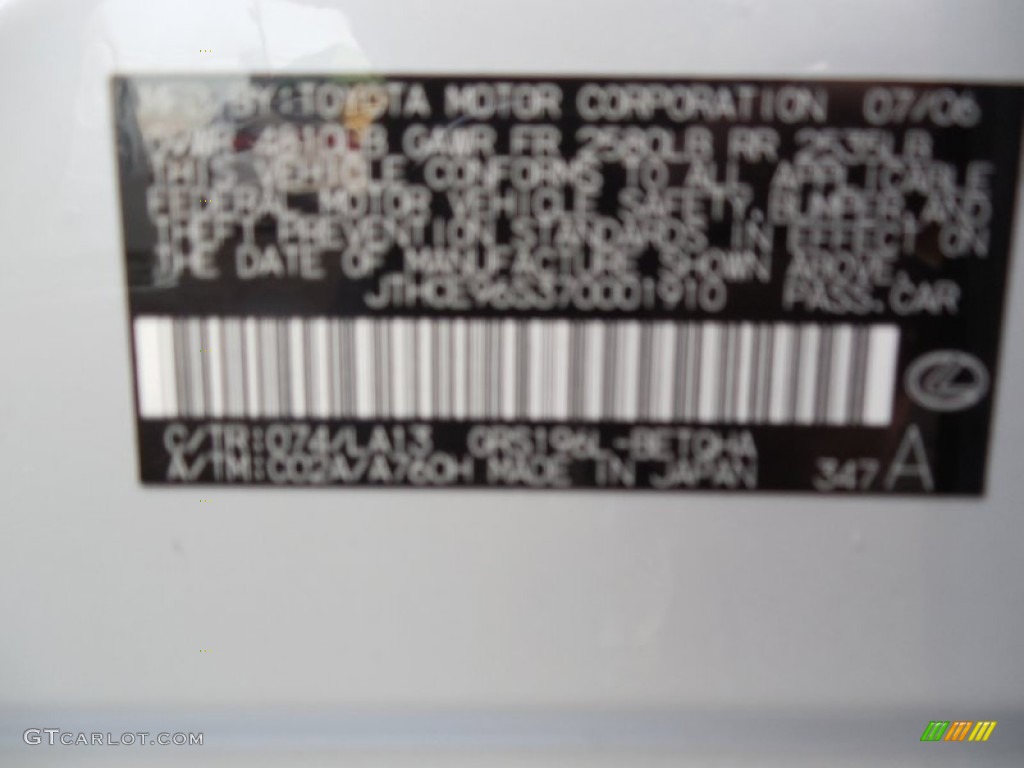 MFD. BY: TOYOTA MOTOR CORPORATION 07/06
GVWR 4810LB GAWR FR 2580LB RR 2535LB
THIS VEHICLE CONFORMS TO ALL APPLICABLE
FEDERAL MOTOR VEHICLE SAFETY, BUMPER AND
THEFT PREVENTION STANDARDS IN EFFECT ON
THE DATE OF MANUFACTURE SHOWN ABOVE.
JTHCE96S370001910 PASS.CAR
C/TR:074/LA13 GRS196L-BETQHA
A/TM:C02A/A760H MADE IN JAPAN 347 A
GTCARLOT.COM